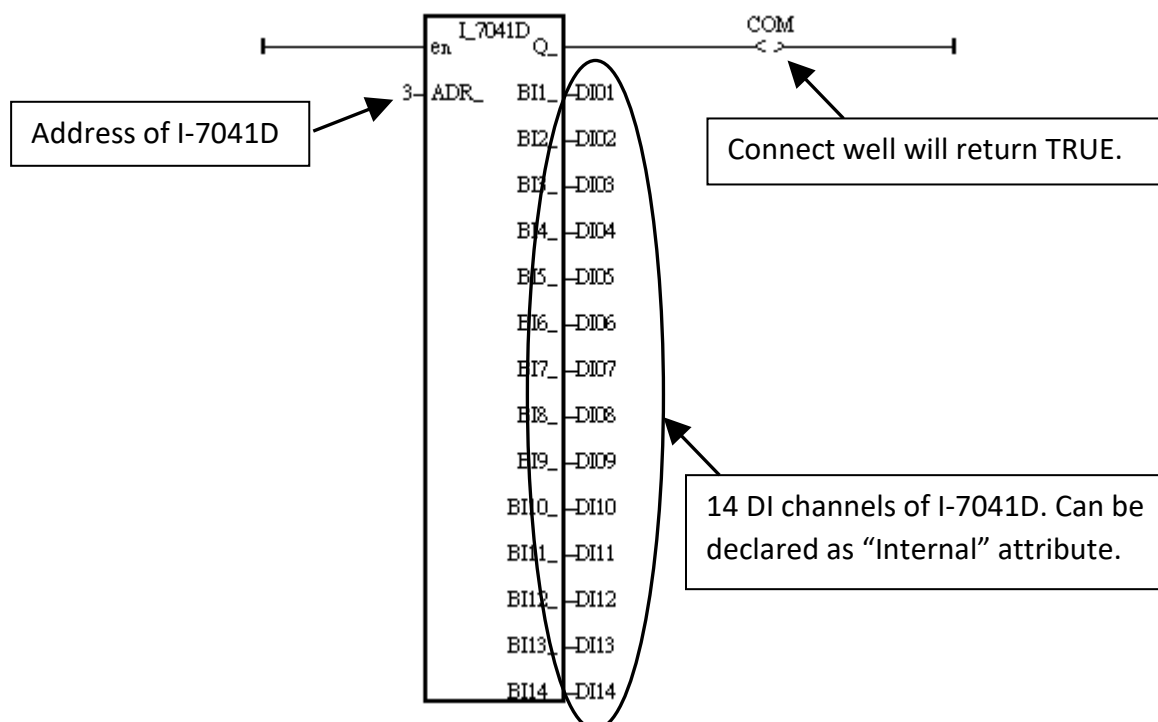 COM
I_7041D
en Q_
3 ADR_ BI1_ DI01
Address of I-7041D
Connect well will return TRUE.
BI2_ DI02
BI3_ DI03
BI4_ DI04
BI5_ DI05
BI6_ DI06
BI7_ DI07
BI8_ DI08
BI9_ DI09
14 DI channels of I-7041D. Can be
declared as “Internal” attribute.
BI10_ DI10
BI11_ DI11
BI12_ DI12
BI13_ DI13
BI14_ DI14